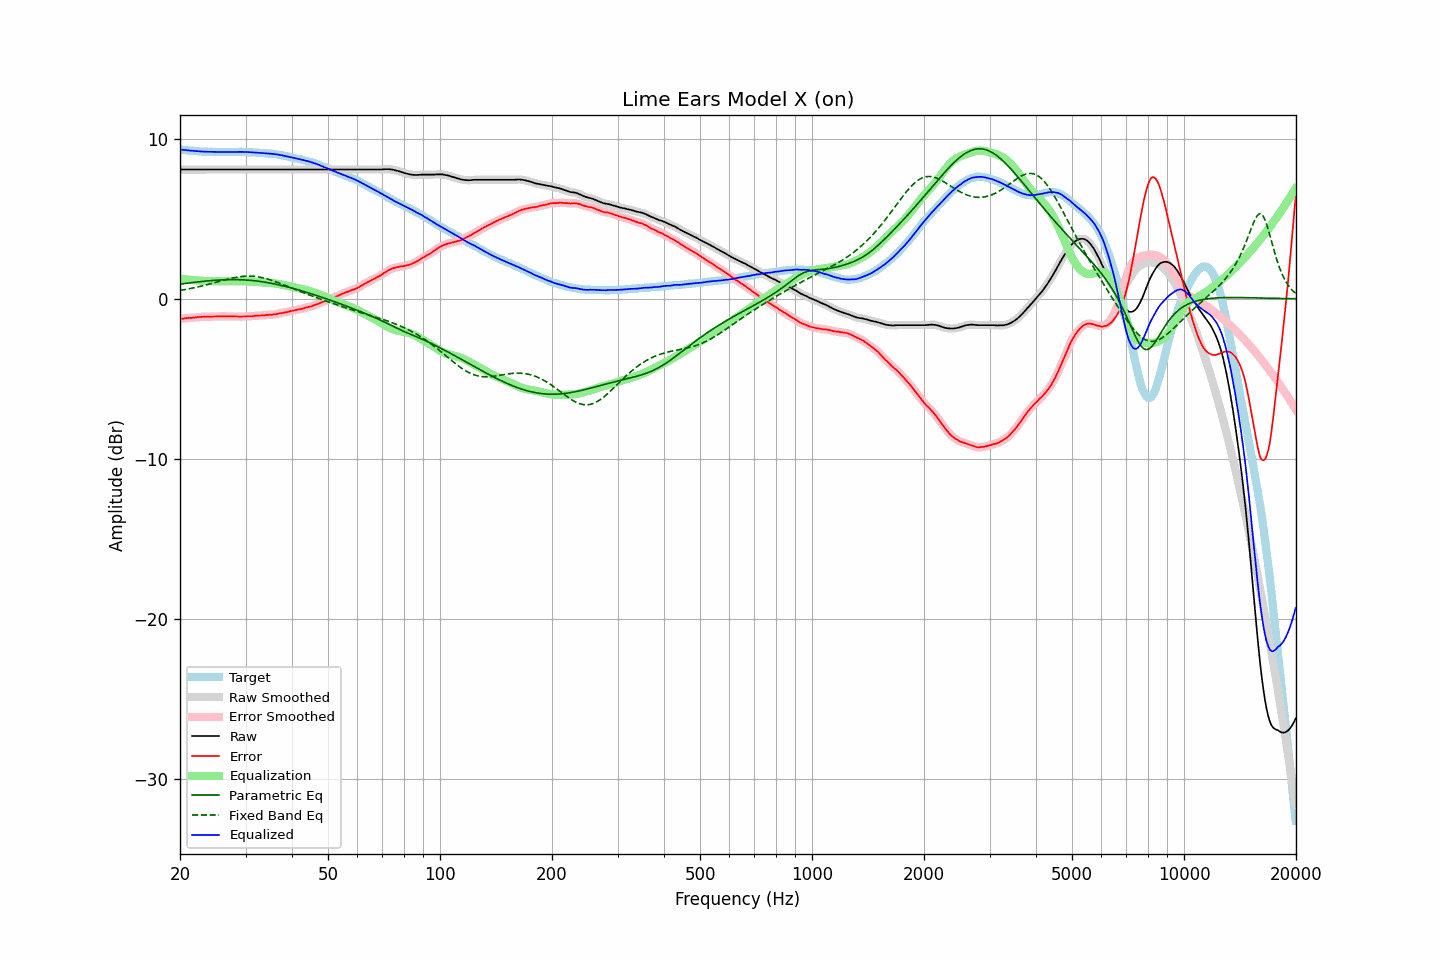 Lime Ears Model X (on)
10
0
−10
−20
−30
Amplitude (dBr)
Target
Raw Smoothed
Error Smoothed
Raw
Error
Equalization
Parametric Eq
Fixed Band Eq
Equalized
20 50 100 200 500 1000 2000 5000 10000 20000
Frequency (Hz)